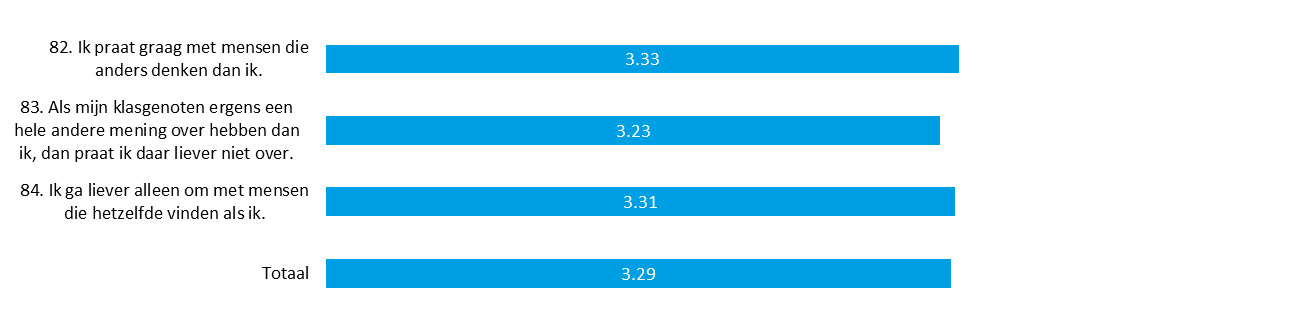 82. Ik praat graag met mensen die
anders denken dan ik.
3.33
83. Als mijn klasgenoten ergens een
hele andere mening over hebben dan
ik, dan praat ik daar liever niet over.
3.23
84. Ik ga liever alleen om met mensen
die hetzelfde vinden als ik.
3.31
Totaal
3.29